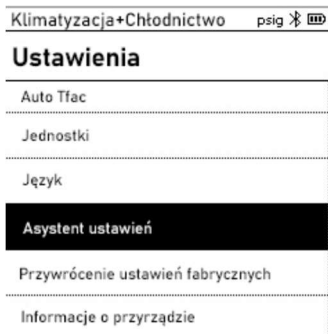 Klimatyzacja+Chłodnictwo psig
Ustawienia
Auto Tfac
Jednostki
Język
Asystent ustawień
Przywrócenie ustawień fabrycznych
Informacje o przyrządzie